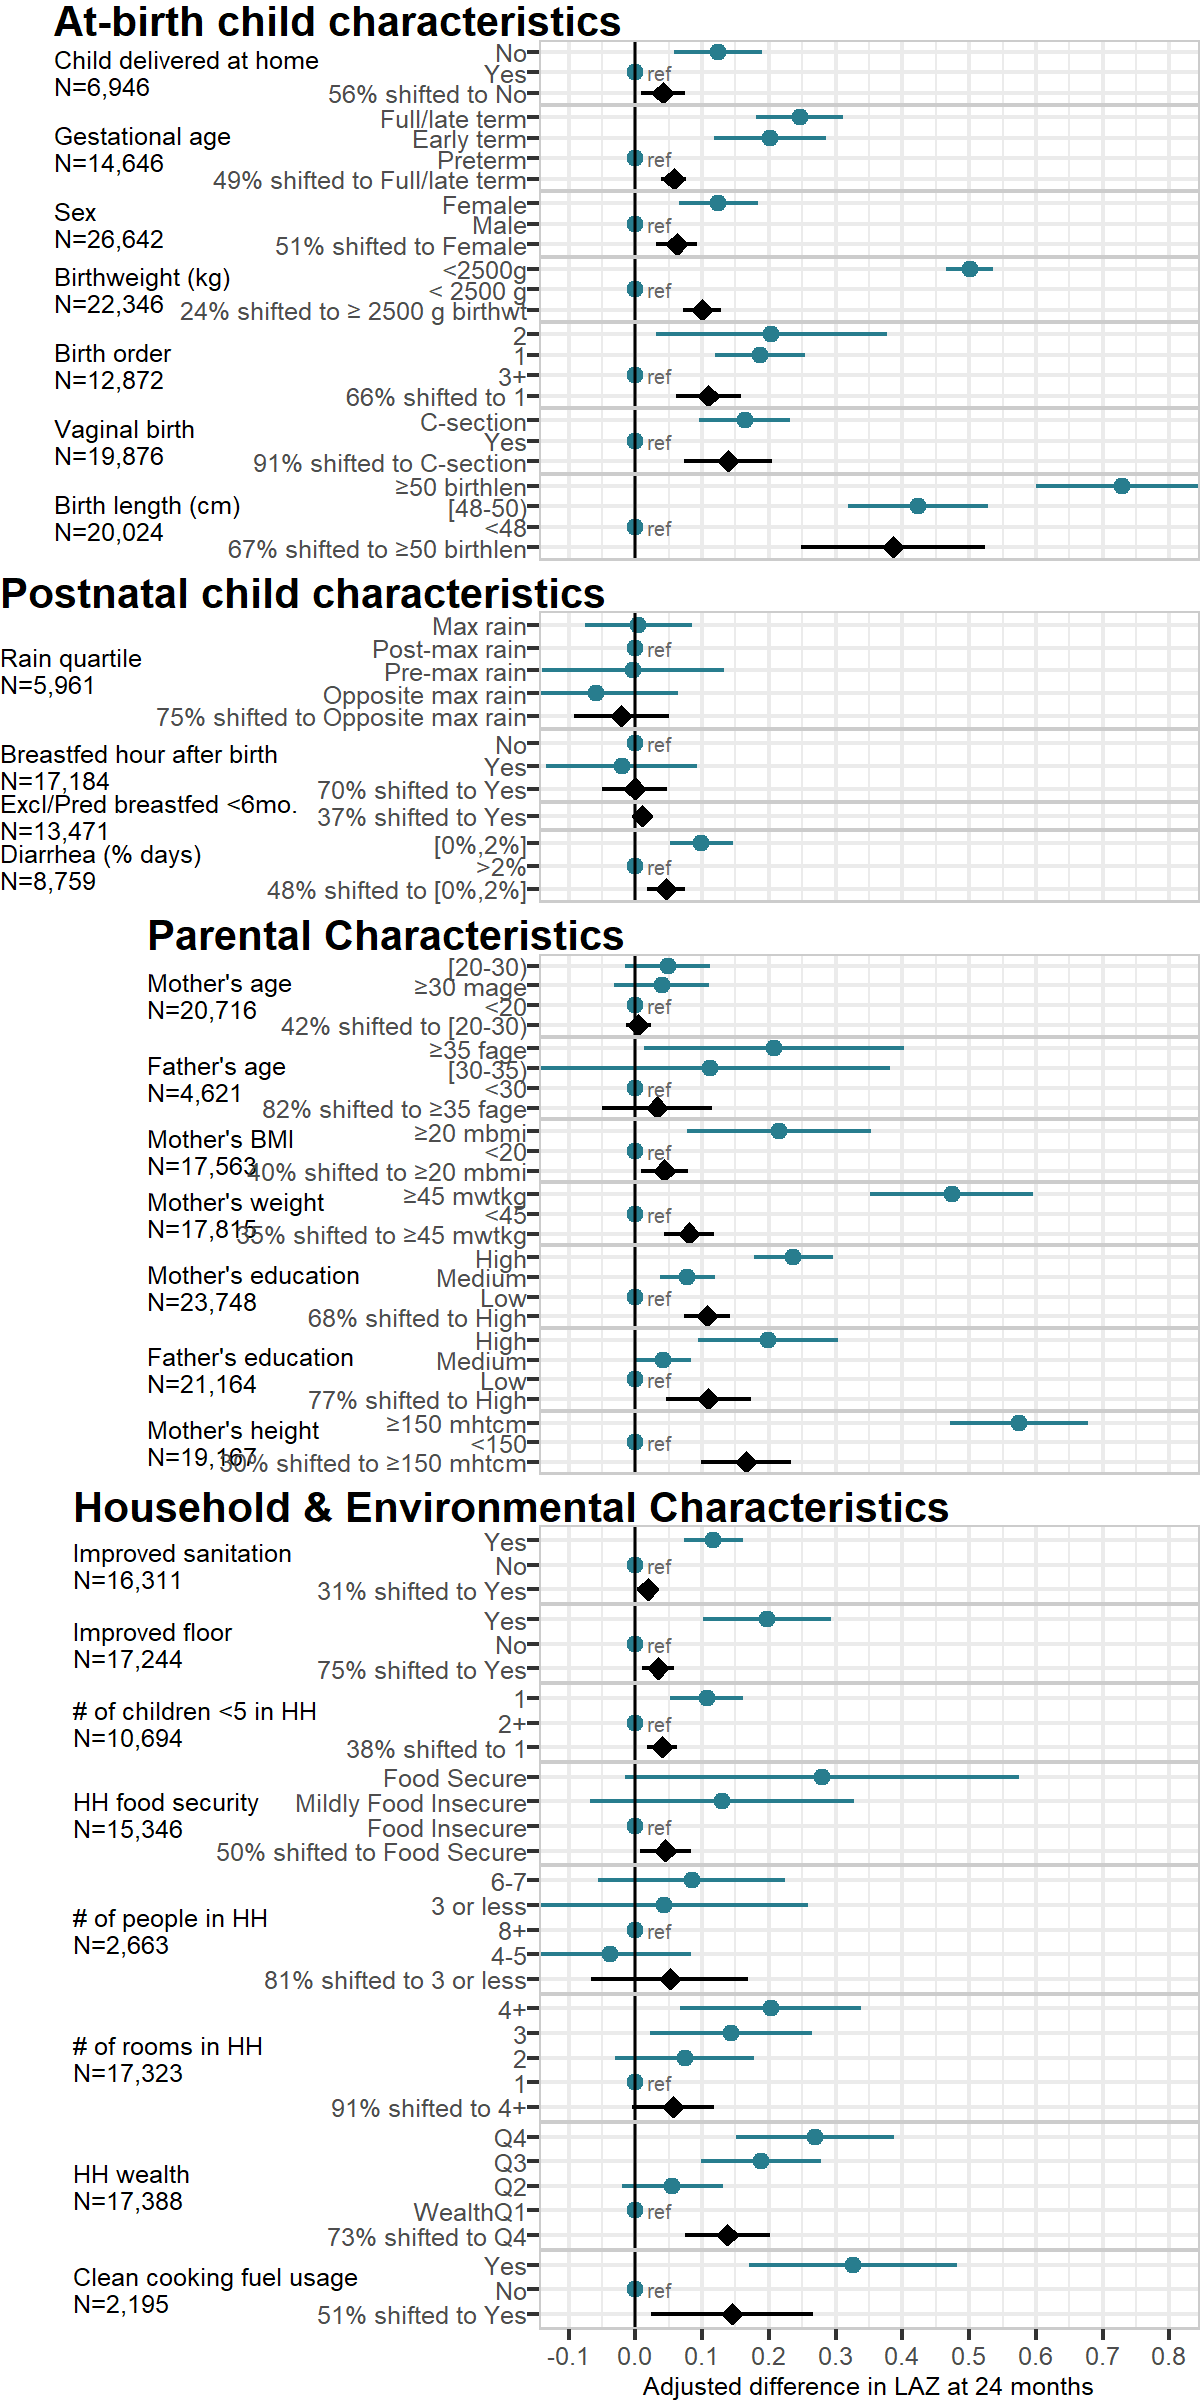 At-birth child characteristics
Child delivered at home
N=6,946
No
Yes
ref
56% shifted to No
Gestational age
N=14,646
Full/late term
Early term
Preterm
ref
49% shifted to Full/late term
Sex
N=26,642
Female
Male
ref
51% shifted to Female
Birthweight (kg)
N=22,346
<2500g
< 2500 g
ref
24% shifted to ≥ 2500 g birthwt
Birth order
N=12,872
2
1
3+
ref
66% shifted to 1
Vaginal birth
N=19,876
C-section
Yes
ref
91% shifted to C-section
Birth length (cm)
N=20,024
≥50 birthlen
[48-50)
<48
ref
67% shifted to ≥50 birthlen
Postnatal child characteristics
Rain quartile
N=5,961
Max rain
Post-max rain
ref
Pre-max rain
Opposite max rain
75% shifted to Opposite max rain
Breastfed hour after birth
N=17,184
No
ref
Yes
70% shifted to Yes
Excl/Pred breastfed <6mo.
N=13,471
37% shifted to Yes
Diarrhea (% days)
N=8,759
[0%,2%]
>2%
ref
48% shifted to [0%,2%]
Parental Characteristics
Mother's age
N=20,716
[20-30)
≥30 mage
<20
ref
42% shifted to [20-30)
Father's age
N=4,621
≥35 fage
[30-35)
<30
ref
82% shifted to ≥35 fage
Mother's BMI
N=17,563
≥20 mbmi
<20
ref
40% shifted to ≥20 mbmi
Mother's weight
N=17,815
≥45 mwtkg
<45
ref
35% shifted to ≥45 mwtkg
Mother's education
N=23,748
High
Medium
Low
ref
68% shifted to High
Father's education
N=21,164
High
Medium
Low
ref
77% shifted to High
Mother's height
N=19,167
≥150 mhtcm
<150
ref
30% shifted to ≥150 mhtcm
Household & Environmental Characteristics
Improved sanitation
N=16,311
Yes
No
ref
31% shifted to Yes
Improved floor
N=17,244
Yes
No
ref
75% shifted to Yes
# of children <5 in HH
N=10,694
1
2+
ref
38% shifted to 1
HH food security
N=15,346
Food Secure
Mildly Food Insecure
Food Insecure
ref
50% shifted to Food Secure
# of people in HH
N=2,663
6-7
3 or less
8+
ref
4-5
81% shifted to 3 or less
# of rooms in HH
N=17,323
4+
3
2
1
ref
91% shifted to 4+
HH wealth
N=17,388
Q4
Q3
Q2
WealthQ1
ref
73% shifted to Q4
Clean cooking fuel usage
N=2,195
Yes
No
ref
51% shifted to Yes
-0.1 0.0 0.1 0.2 0.3 0.4 0.5 0.6 0.7 0.8
Adjusted difference in LAZ at 24 months